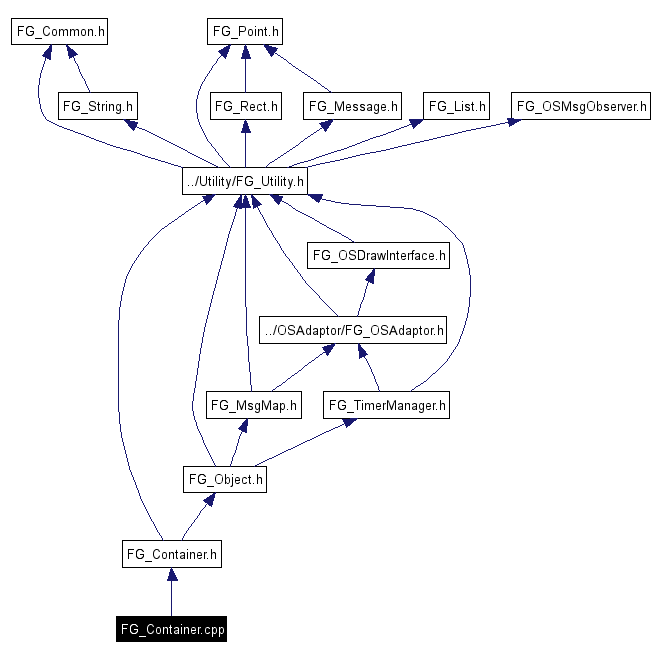 FG_Common.h
FG_Point.h
FG_String.h
FG_Rect.h
FG_Message.h
FG_List.h
FG_OSMsgObserver.h
../Utility/FG_Utility.h
FG_OSDrawInterface.h
../OSAdaptor/FG_OSAdaptor.h
FG_MsgMap.h
FG_TimerManager.h
FG_Object.h
FG_Container.h
FG_Container.cpp